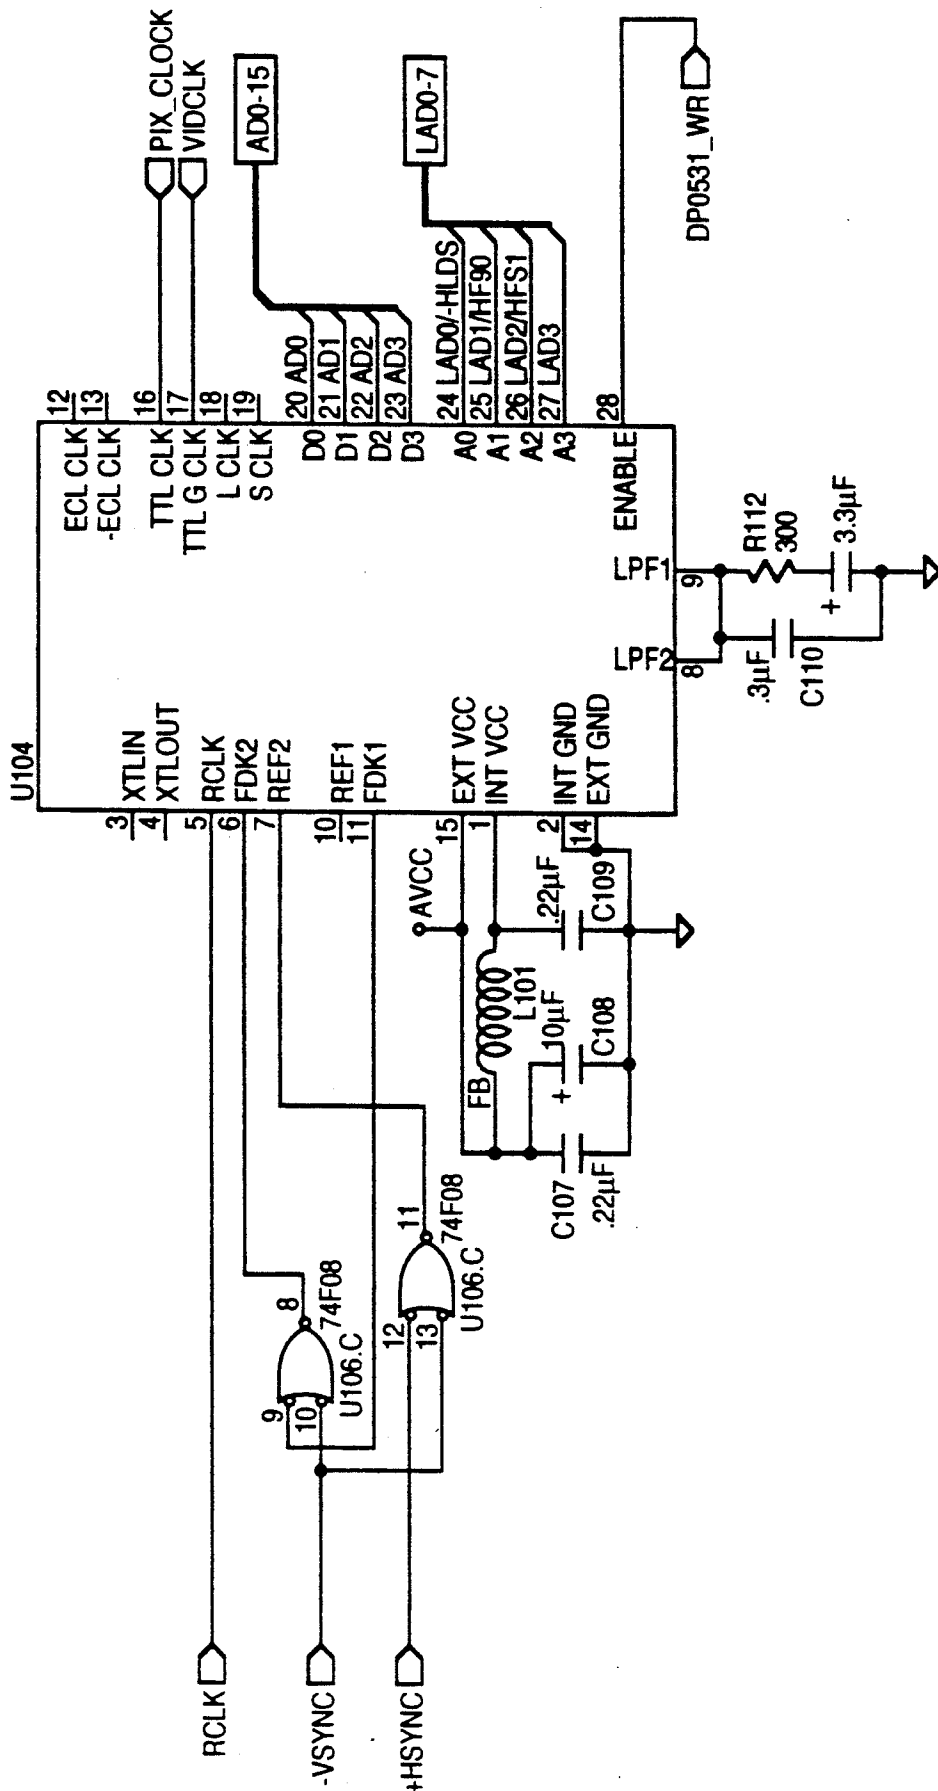 U104
3 XTLIN
4 XTLOUT
5 RCLK
6 FDK2
7 REF2
10 REF1
11 FDK1
15 EXT VCC
1 INT VCC
2 INT GND
14 EXT GND
ECL CLK 12
-ECL CLK 13
TTL CLK 16
TTL G CLK 17
L CLK 18
S CLK 19
D0 20 AD0
D1 21 AD1
D2 22 AD2
D3 23 AD3
A0 24 LAD0/-HLDS
A1 25 LAD1/HF90
A2 26 LAD2/HFS1
A3 27 LAD3
ENABLE 28
LPF2 LPF1
8 9
PIX_CLOCK
VIDCLK
AD0-15
LAD0-7
DP0531_WR
RCLK
-VSYNC
+HSYNC
9
10
8
74F08
U106.C
12
13
11
74F08
U106.C
AVCC
FB
L101
C107
.22µF
+
10µF
C108
.22µF
C109
.3µF
C110
R112
300
+
3.3µF